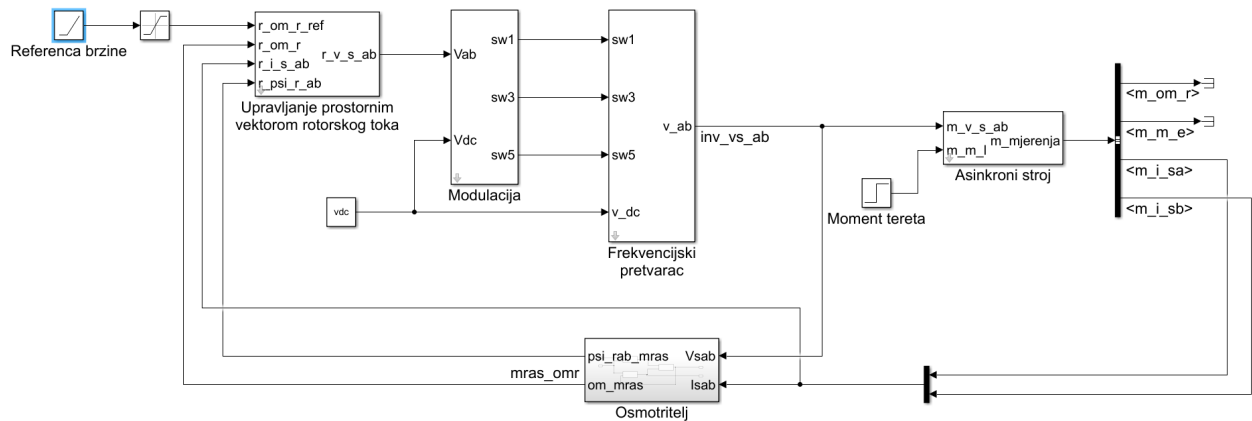 Referenca brzine
r_om_r_ref
r_om_r
r_i_s_ab
r_psi_r_ab
r_v_s_ab
Upravljanje prostornim
vektorom rotorskog toka
Vab
Vdc
sw1
sw3
sw5
Modulacija
vdc
sw1
sw3
sw5
v_dc
v_ab
Frekvencijski
pretvarac
inv_vs_ab
m_v_s_ab
m_m_l
m_mjerenja
Asinkroni stroj
Moment tereta
<m_om_r>
<m_m_e>
<m_i_sa>
<m_i_sb>
psi_rab_mras
om_mras
Vsab
Isab
Osmotritelj
mras_omr